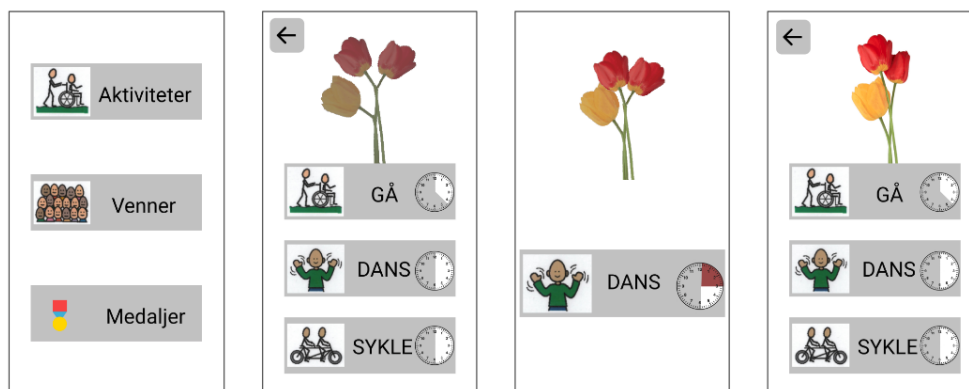 Aktiviteter
Venner
Medaljer
GÅ
DANS
SYKLE
DANS
GÅ
DANS
SYKLE